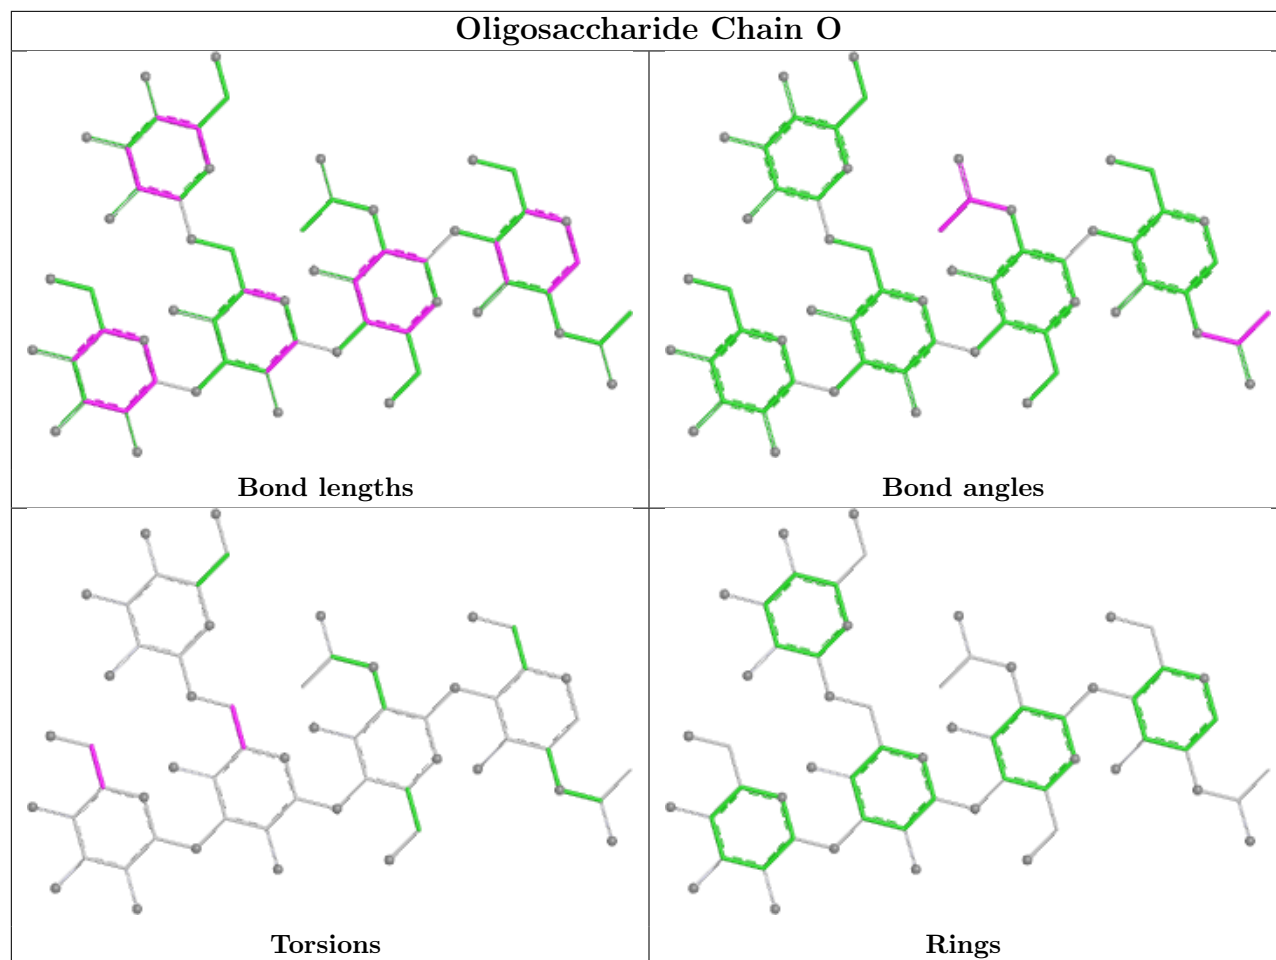 Oligosaccharide Chain O
Bond lengths
Bond angles
Torsions
Rings